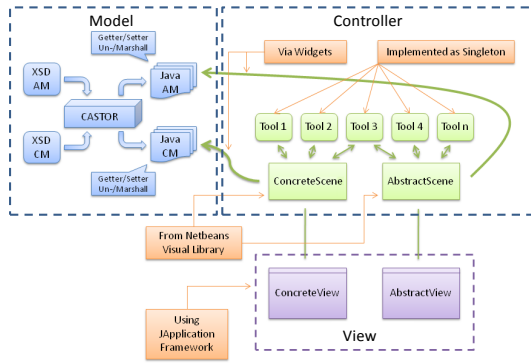 Model
Controller
Getter/Setter
Un-/Marshall
Via Widgets
Implemented as Singleton
XSD
AM
Java
AM
CASTOR
Tool 1
Tool 2
Tool 3
Tool 4
Tool n
XSD
CM
Java
CM
Getter/Setter
Un-/Marshall
ConcreteScene
AbstractScene
From Netbeans
Visual Library
ConcreteView
AbstractView
Using
JApplication
Framework
View